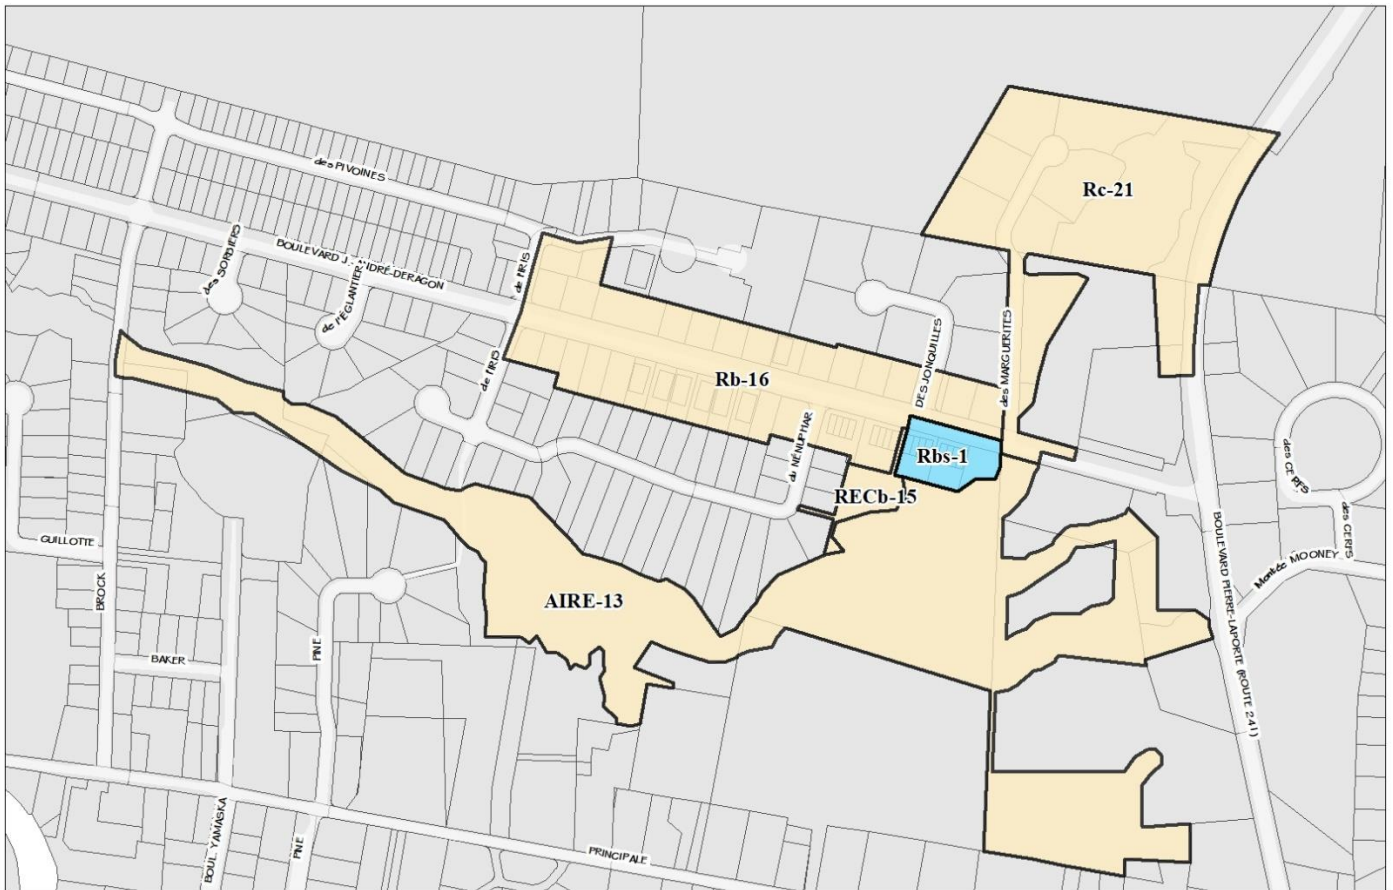 des PIVOINES
Rc-21
des SORBIERS
BOULEVARD J.-ANDRÉ-DERAGON
de l'IRIS
de l'ÉGLANTIER
DES JONQUILLES
des MARGUERITES
de l'IRIS
Rb-16
du NÉNUPHAR
Rbs-1
RECb-15
des CERFS
des CERFS
GUILLOTTE
BROCK
AIRE-13
BOULEVARD PIERRE-LAPORTE (ROUTE 241)
Montée MOONEY
BAKER
PINE
BOUL. YAMASKA
PINE
PRINCIPALE